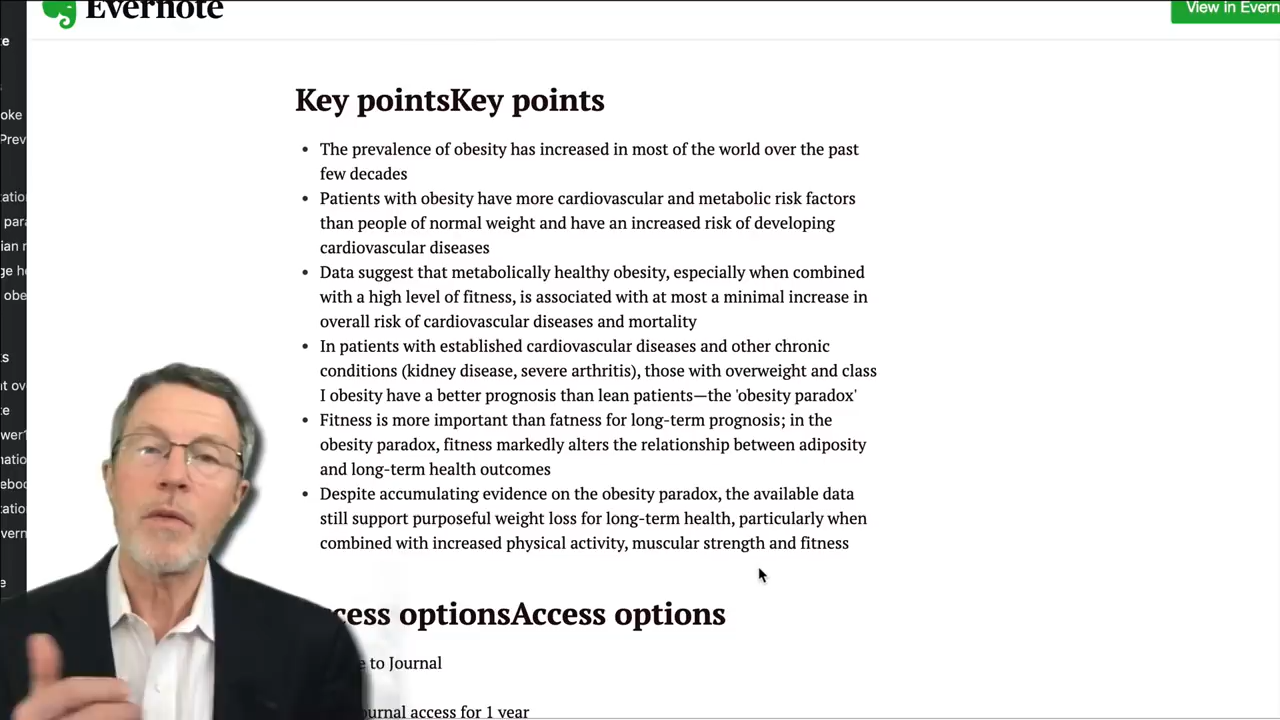 Evernote
View in Evern
Key pointsKey points
• The prevalence of obesity has increased in most of the world over the past
few decades
• Patients with obesity have more cardiovascular and metabolic risk factors
than people of normal weight and have an increased risk of developing
cardiovascular diseases
• Data suggest that metabolically healthy obesity, especially when combined
with a high level of fitness, is associated with at most a minimal increase in
overall risk of cardiovascular diseases and mortality
• In patients with established cardiovascular diseases and other chronic
conditions (kidney disease, severe arthritis), those with overweight and class
I obesity have a better prognosis than lean patients—the 'obesity paradox'
• Fitness is more important than fatness for long-term prognosis; in the
obesity paradox, fitness markedly alters the relationship between adiposity
and long-term health outcomes
• Despite accumulating evidence on the obesity paradox, the available data
still support purposeful weight loss for long-term health, particularly when
combined with increased physical activity, muscular strength and fitness
cess optionsAccess options
e to Journal
ournal access for 1 year